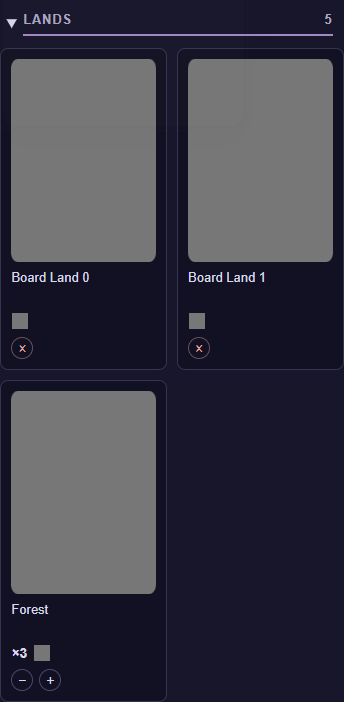 ▼ LANDS 5
Board Land 0
Board Land 1
x
x
Forest
×3
− +